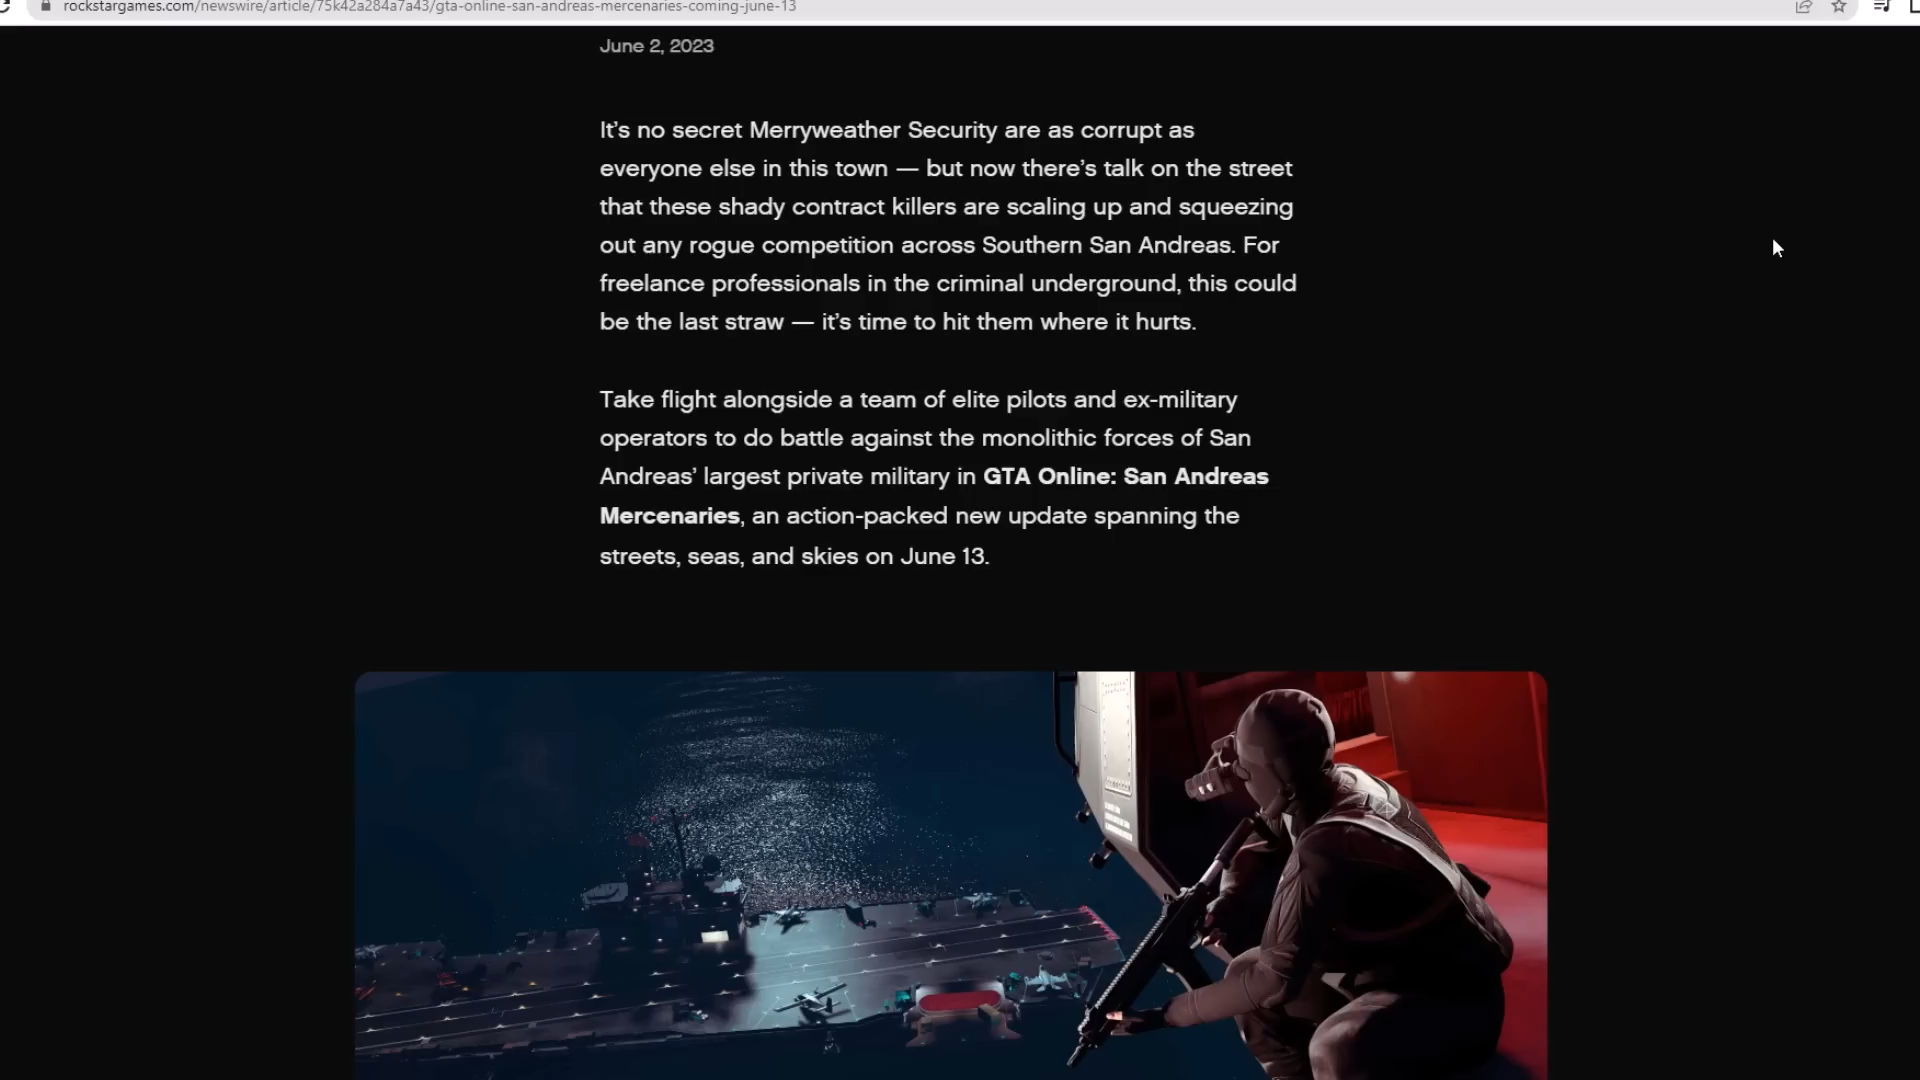 rockstargames.com/newswire/article/75k42a284a7a43/gta-online-san-andreas-mercenaries-coming-june-13
June 2, 2023
It's no secret Merryweather Security are as corrupt as
everyone else in this town — but now there's talk on the street
that these shady contract killers are scaling up and squeezing
out any rogue competition across Southern San Andreas. For
freelance professionals in the criminal underground, this could
be the last straw — it's time to hit them where it hurts.
Take flight alongside a team of elite pilots and ex-military
operators to do battle against the monolithic forces of San
Andreas' largest private military in GTA Online: San Andreas
Mercenaries, an action-packed new update spanning the
streets, seas, and skies on June 13.